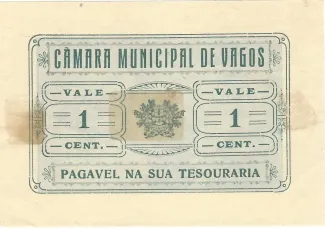 CÂMARA MUNICIPAL DE VAGOS
VALE VALE
1 1
CENT. CENT.
PAGAVEL NA SUA TESOURARIA